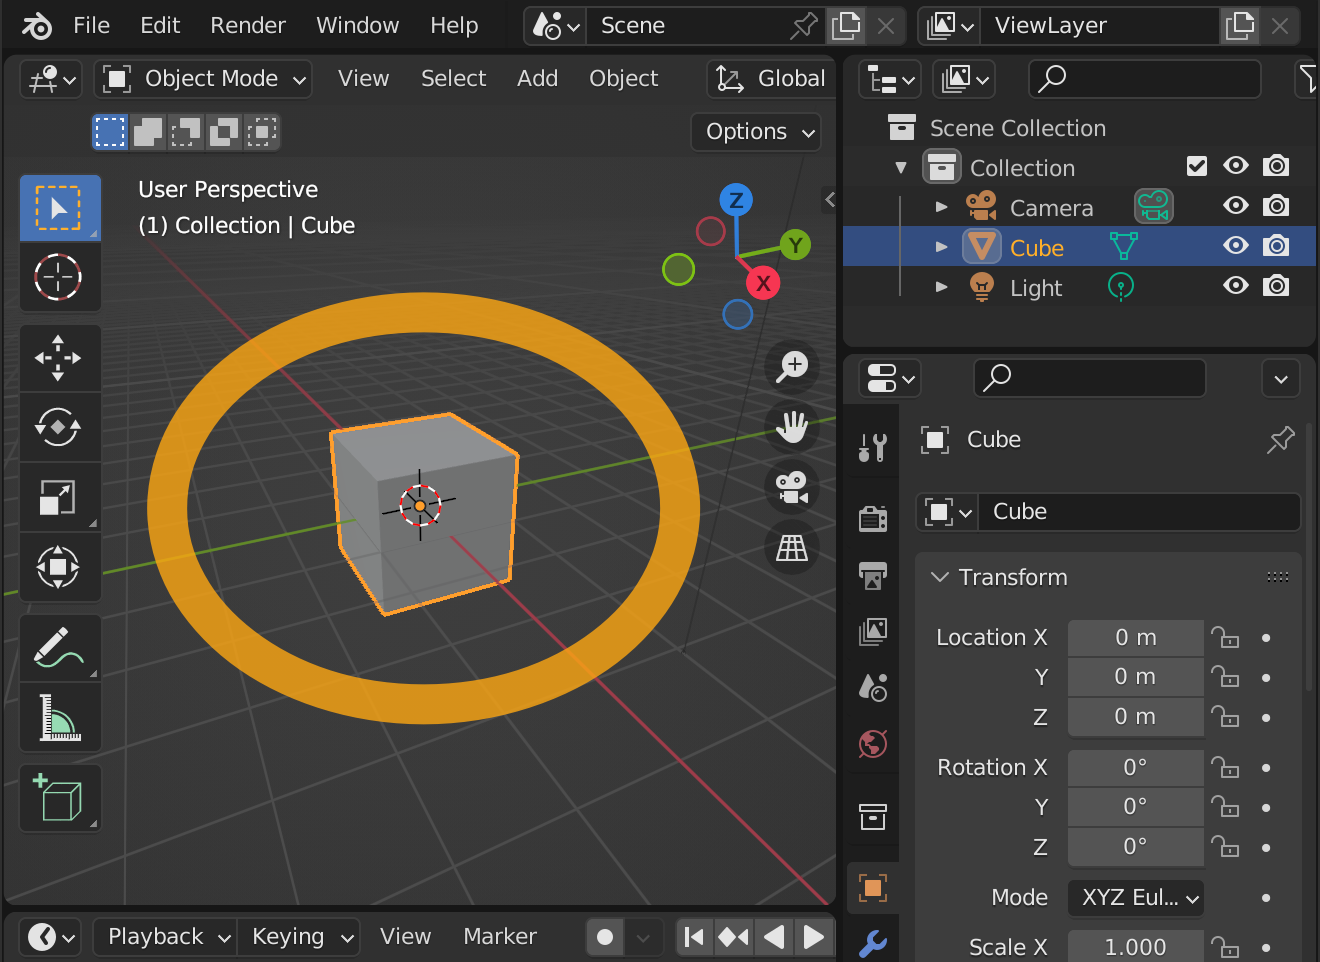 File Edit Render Window Help Scene ViewLayer
Object Mode View Select Add Object Global
Options
User Perspective
(1) Collection | Cube
Z
Y
X
Scene Collection
Collection
Camera
Cube
Light
Cube
Cube
Transform
Location X 0 m
Y 0 m
Z 0 m
Rotation X 0°
Y 0°
Z 0°
Mode XYZ Eul...
Scale X 1.000
Playback Keying View Marker